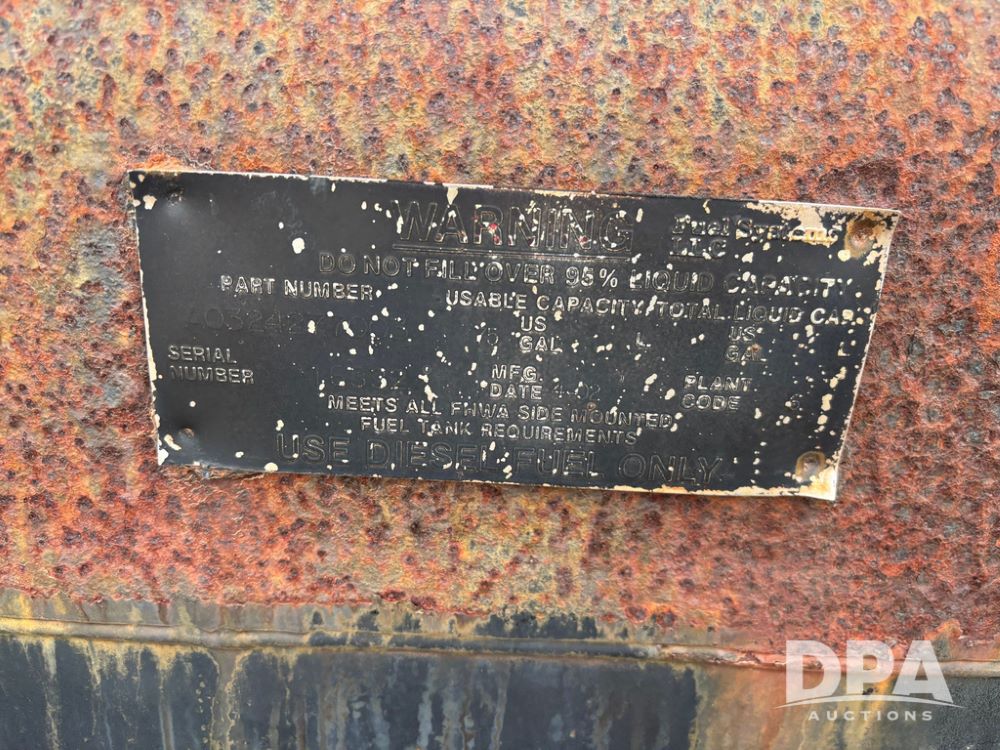 WARNING
Fuel Systems
LLC
DO NOT FILL OVER 95% LIQUID CAPACITY
PART NUMBER
USABLE CAPACITY/TOTAL LIQUID CAP.
US
GAL
L
US
GAL
L
SERIAL
NUMBER
MFG.
DATE
PLANT
CODE
MEETS ALL FHWA SIDE MOUNTED
FUEL TANK REQUIREMENTS
USE DIESEL FUEL ONLY
DPA
AUCTIONS